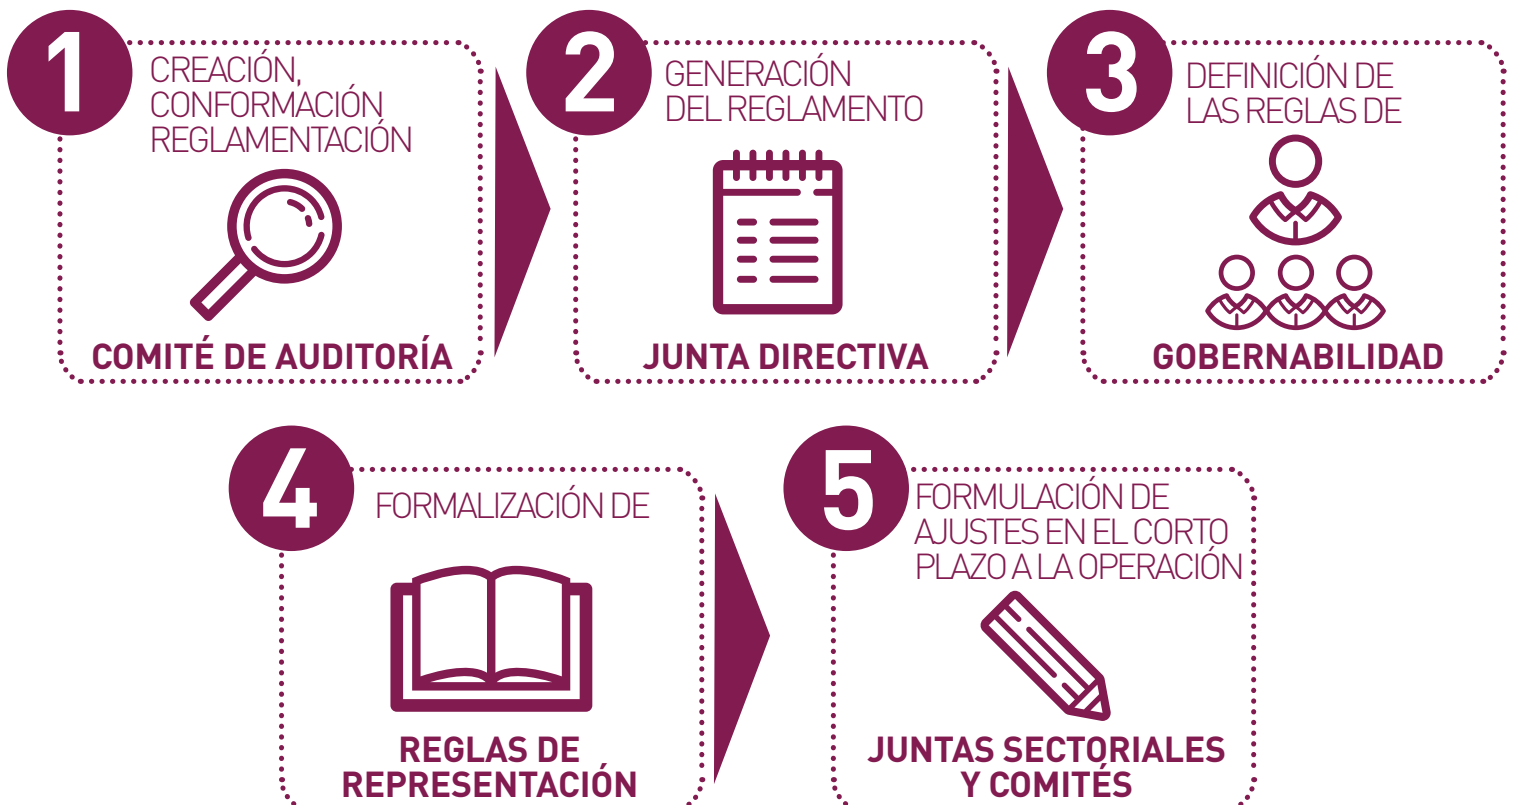 1
CREACIÓN,
CONFORMACIÓN
REGLAMENTACIÓN
COMITÉ DE AUDITORÍA
2
GENERACIÓN
DEL REGLAMENTO
JUNTA DIRECTIVA
3
DEFINICIÓN DE
LAS REGLAS DE
GOBERNABILIDAD
4
FORMALIZACIÓN DE
REGLAS DE
REPRESENTACIÓN
5
FORMULACIÓN DE
AJUSTES EN EL CORTO
PLAZO A LA OPERACIÓN
JUNTAS SECTORIALES
Y COMITÉS